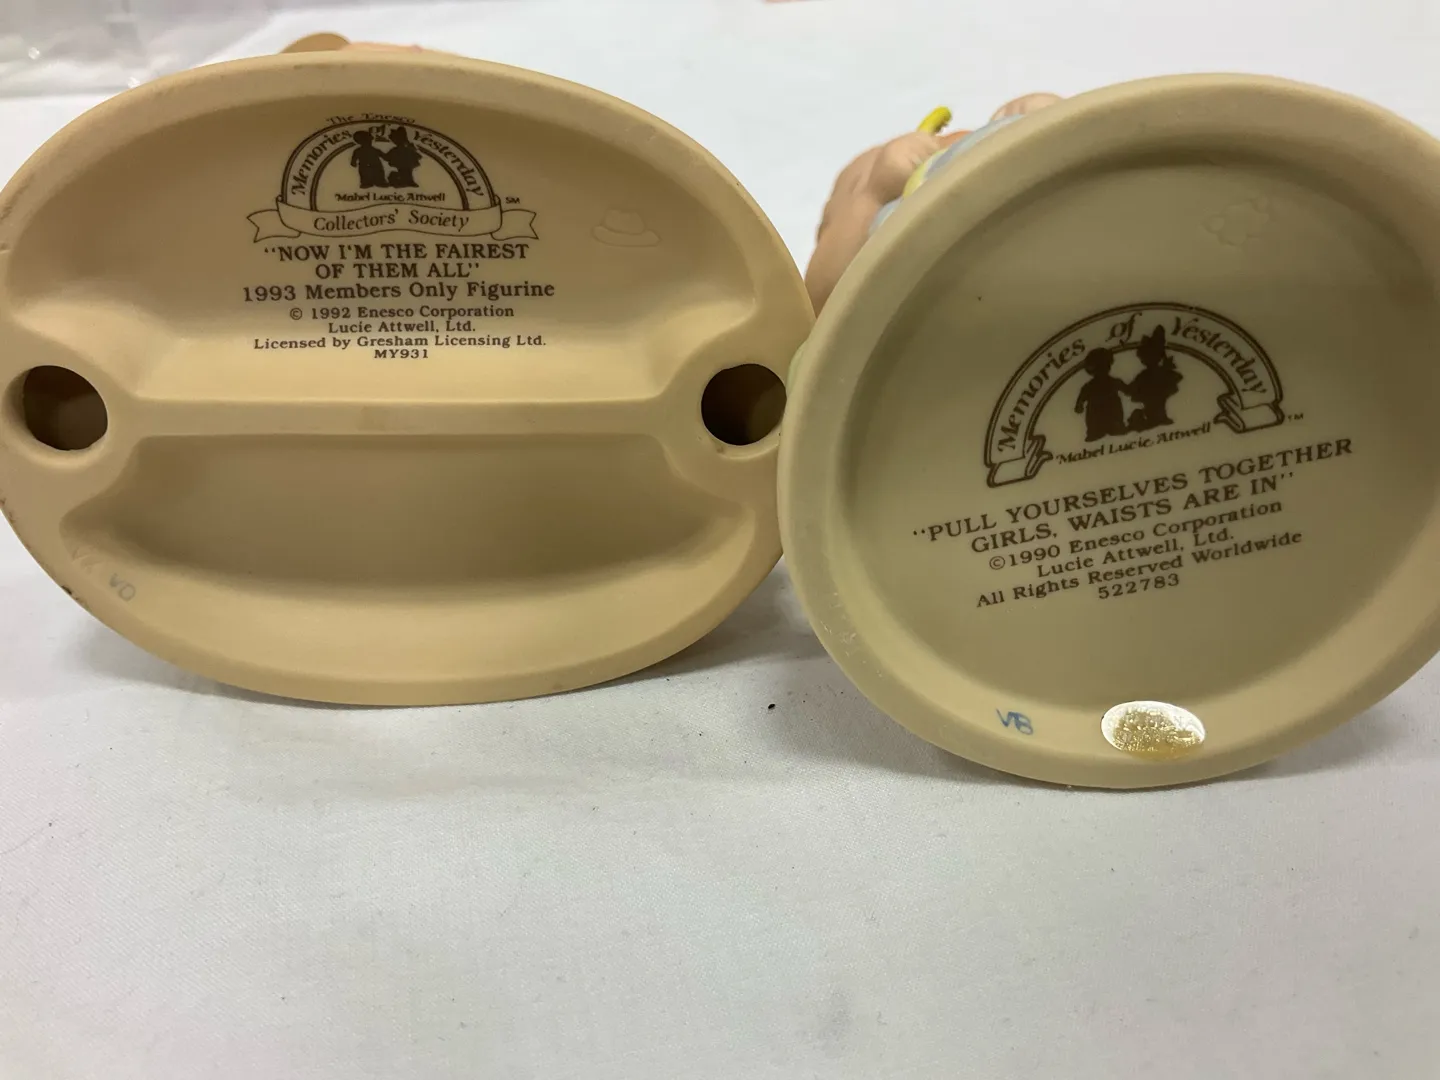 The Enesco
Memories of Yesterday
Mabel Lucie Attwell
SM
Collectors' Society
"NOW I'M THE FAIREST
OF THEM ALL"
1993 Members Only Figurine
© 1992 Enesco Corporation
Lucie Attwell, Ltd.
Licensed by Gresham Licensing Ltd.
MY931
Memories of Yesterday
TM
Mabel Lucie Attwell
"PULL YOURSELVES TOGETHER
GIRLS, WAISTS ARE IN"
©1990 Enesco Corporation
Lucie Attwell, Ltd.
All Rights Reserved Worldwide
522783